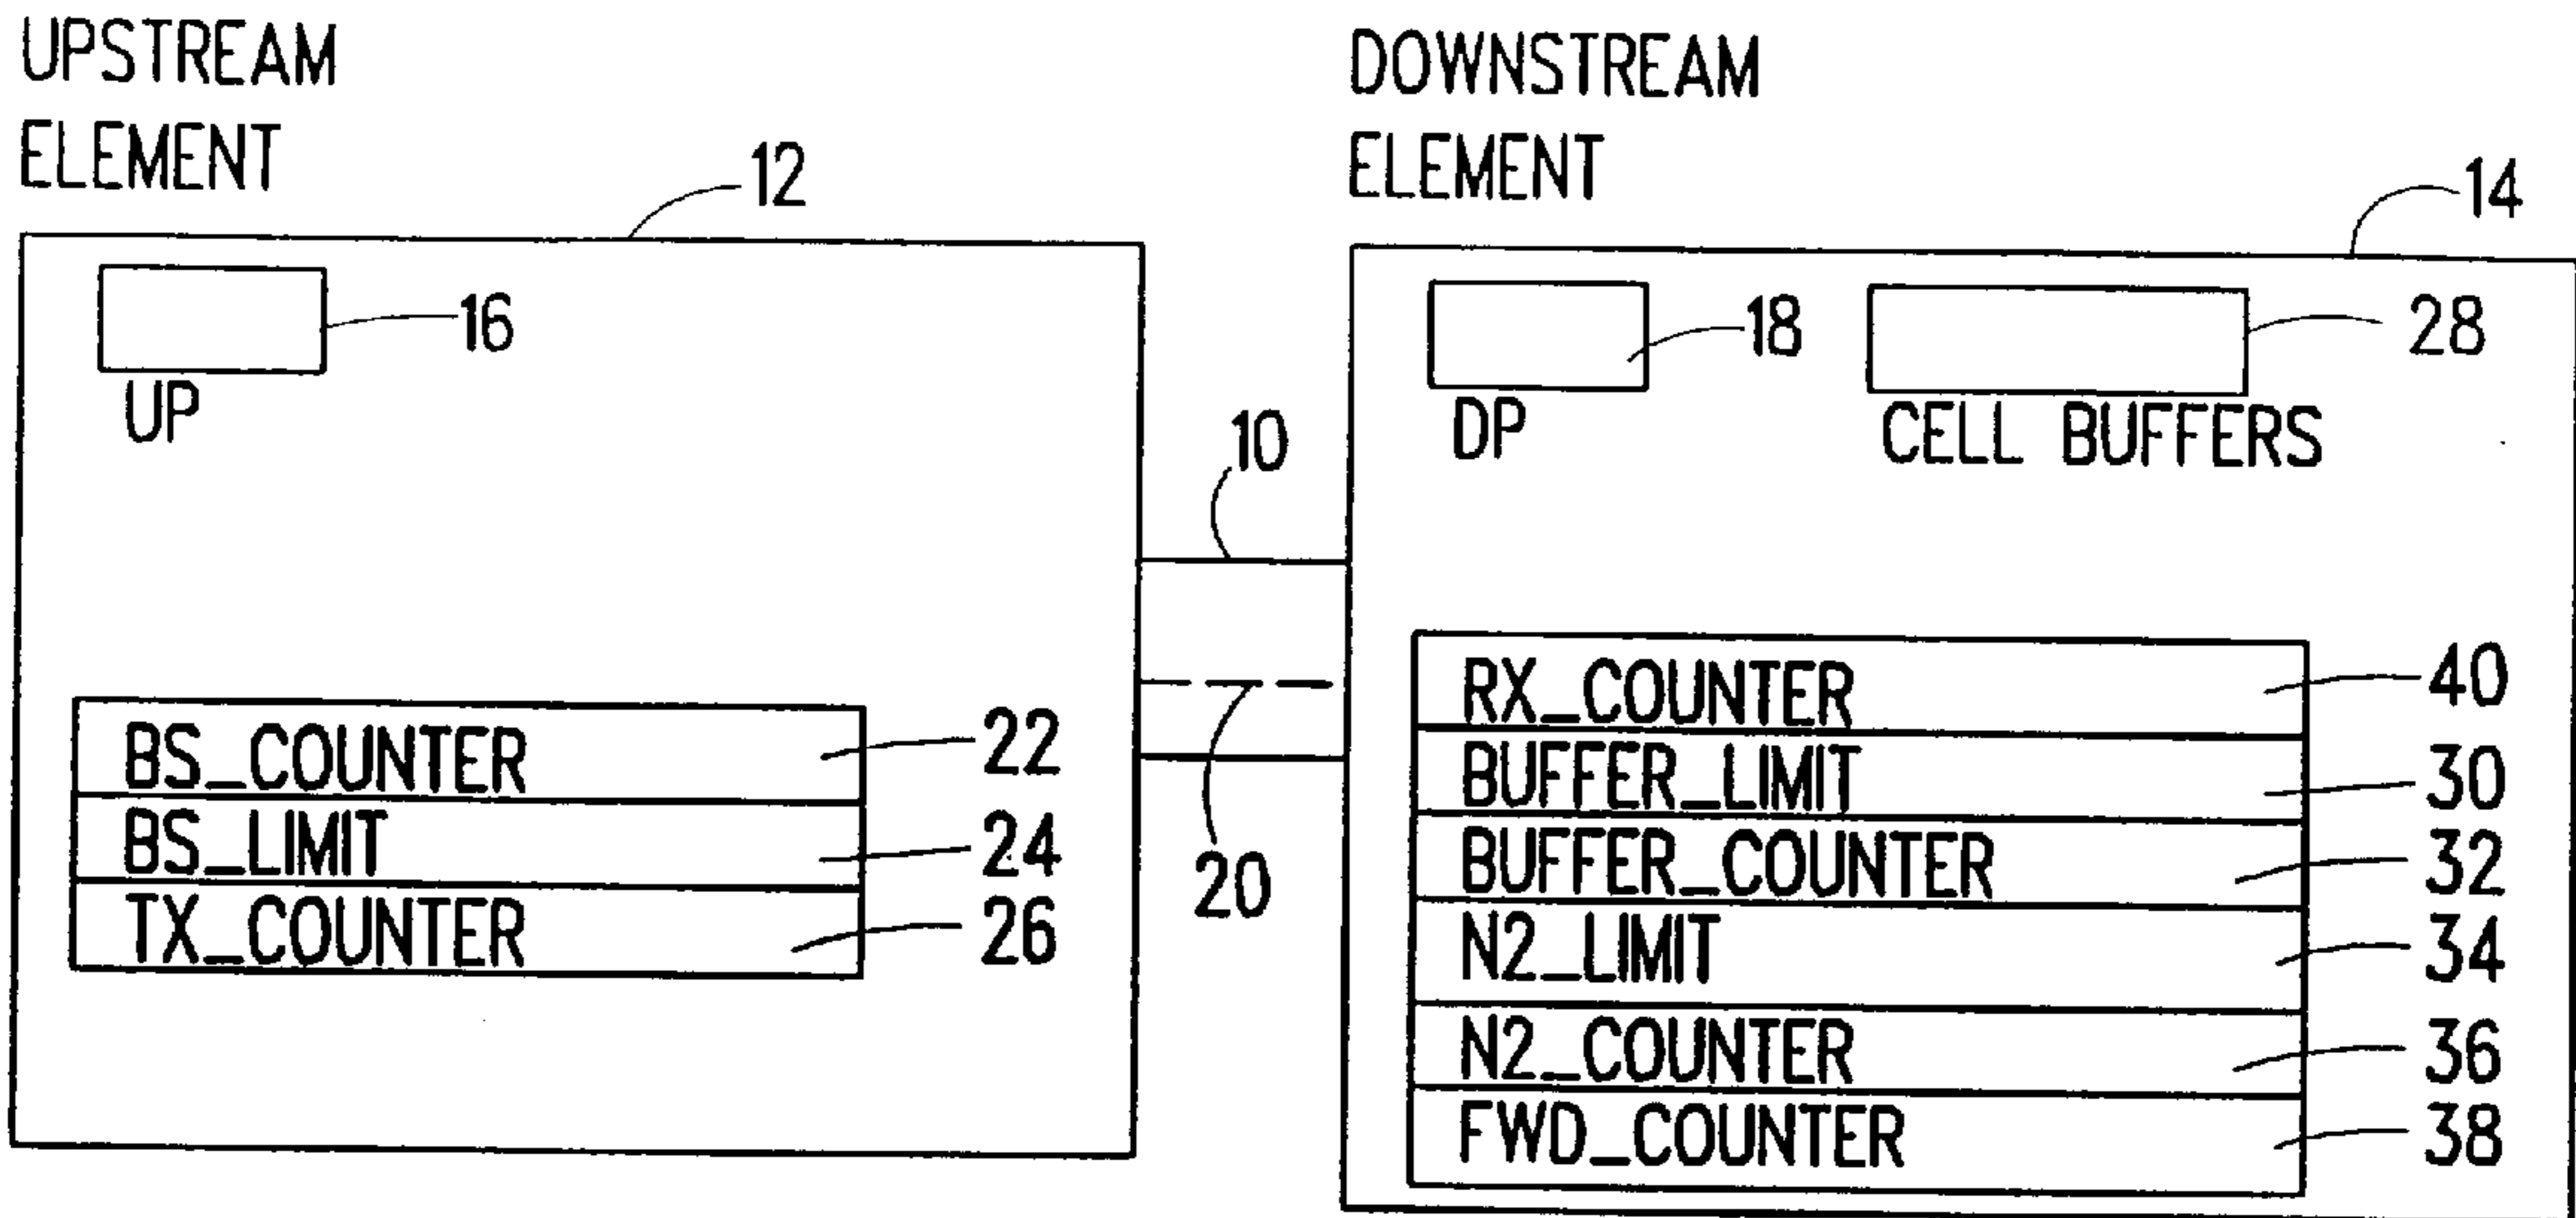 UPSTREAM
ELEMENT
12
16
UP
BS_COUNTER 22
BS_LIMIT 24
TX_COUNTER 26
10
20
DOWNSTREAM
ELEMENT
14
18
DP
28
CELL BUFFERS
RX_COUNTER 40
BUFFER_LIMIT 30
BUFFER_COUNTER 32
N2_LIMIT 34
N2_COUNTER 36
FWD_COUNTER 38